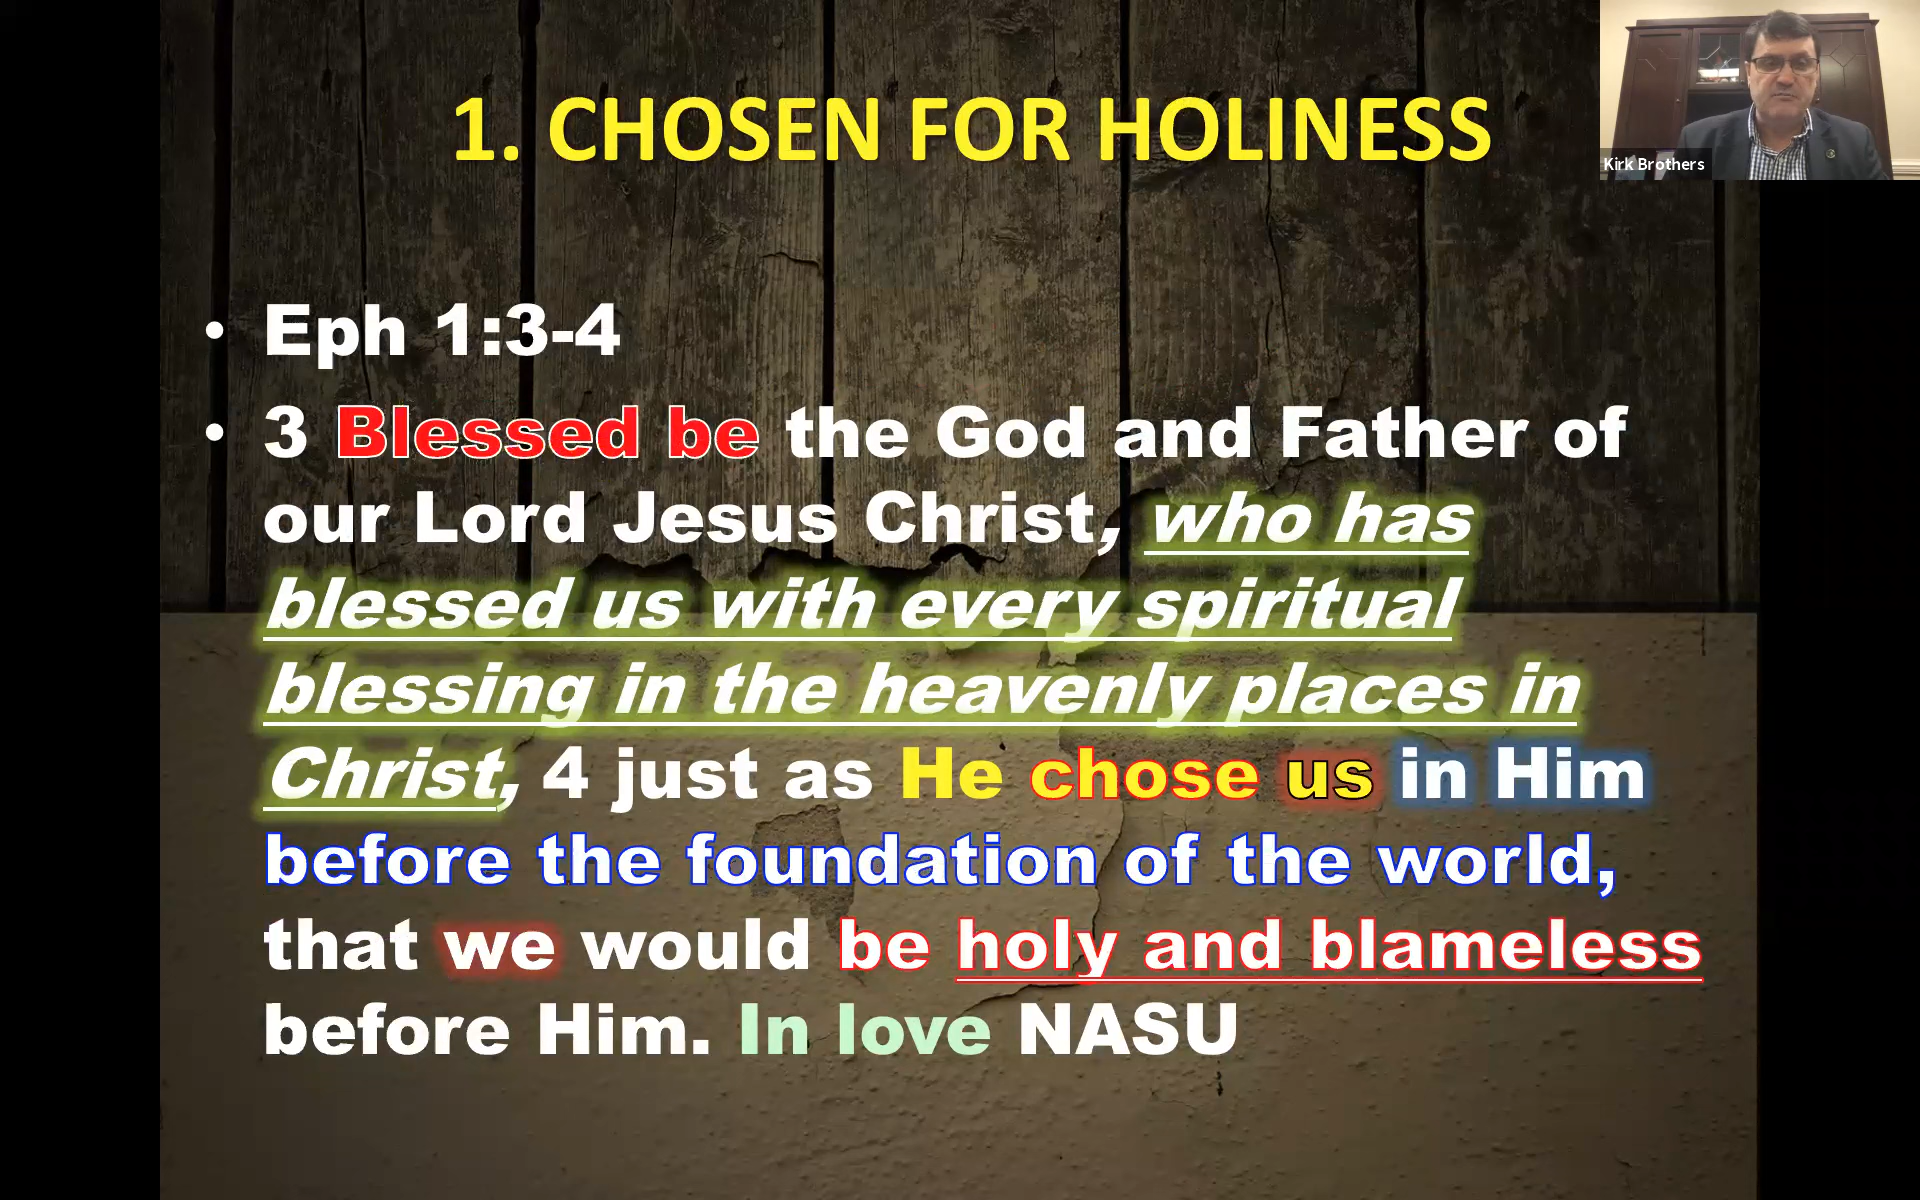 1. CHOSEN FOR HOLINESS
Kirk Brothers
• Eph 1:3-4
• 3 Blessed be the God and Father of
our Lord Jesus Christ, who has
blessed us with every spiritual
blessing in the heavenly places in
Christ, 4 just as He chose us in Him
before the foundation of the world,
that we would be holy and blameless
before Him. In love NASU